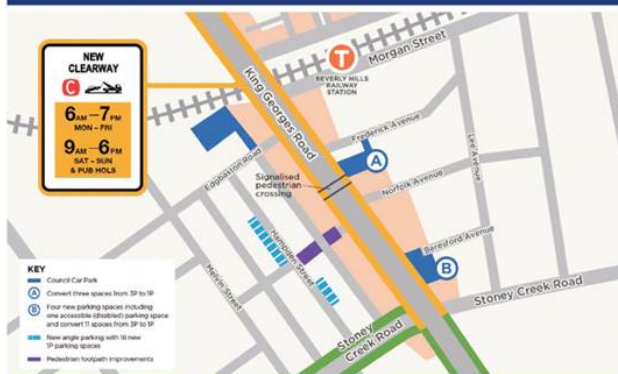 NEW
CLEARWAY
C
6AM–7PM
MON – FRI
9AM–6PM
SAT – SUN
& PUB HOLS
T
BEVERLY HILLS
RAILWAY
STATION
Morgan Street
King Georges Road
Frederick Avenue
A
Lee Avenue
Edgbaston Road
Signalised
pedestrian
crossing
Norfolk Avenue
Hampden Street
Melvin Street
Beresford Avenue
B
Stoney Creek Road
Stoney
Creek Road
KEY
Council Car Park
A Convert three spaces from 3P to 1P
B Four new parking spaces including
one accessible (disabled) parking space
and convert 11 spaces from 3P to 1P
New angle parking with 18 new
1P parking spaces
Pedestrian footpath improvements